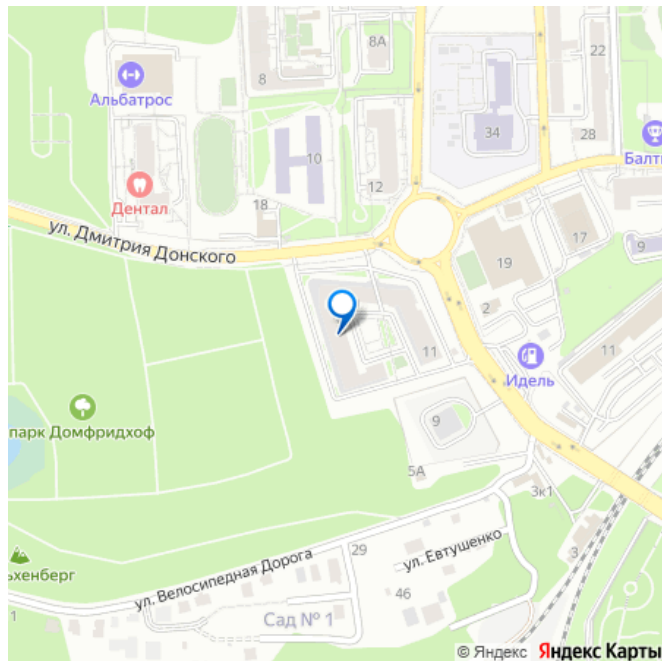 8А
22
8
Альбатрос
34
28
10
Балт
12
Дентал
18
17
9
ул. Дмитрия Донского
19
2
11
Идель
11
парк Домфридхоф
9
5А
3к1
ьхенберг
29
ул. Евтушенко
3
ул. Велосипедная Дорога
46
1
Сад № 1
© Яндекс Яндекс Карты